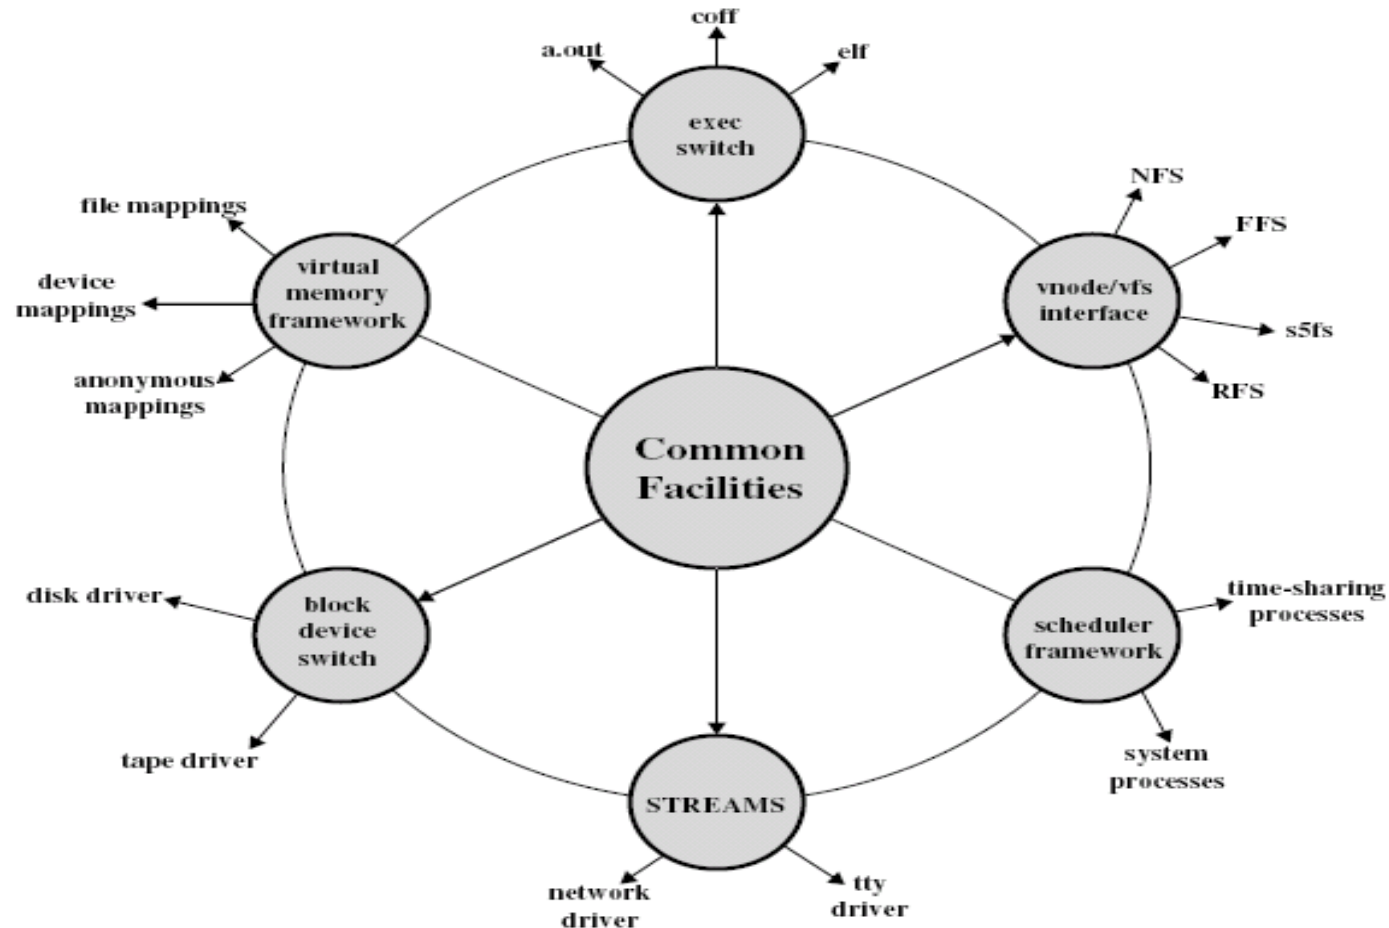 coff
a.out
elf
exec
switch
NFS
FFS
vnode/vfs
interface
s5fs
RFS
file mappings
virtual
memory
framework
device
mappings
anonymous
mappings
Common
Facilities
disk driver
block
device
switch
tape driver
time-sharing
processes
scheduler
framework
system
processes
STREAMS
network
driver
tty
driver